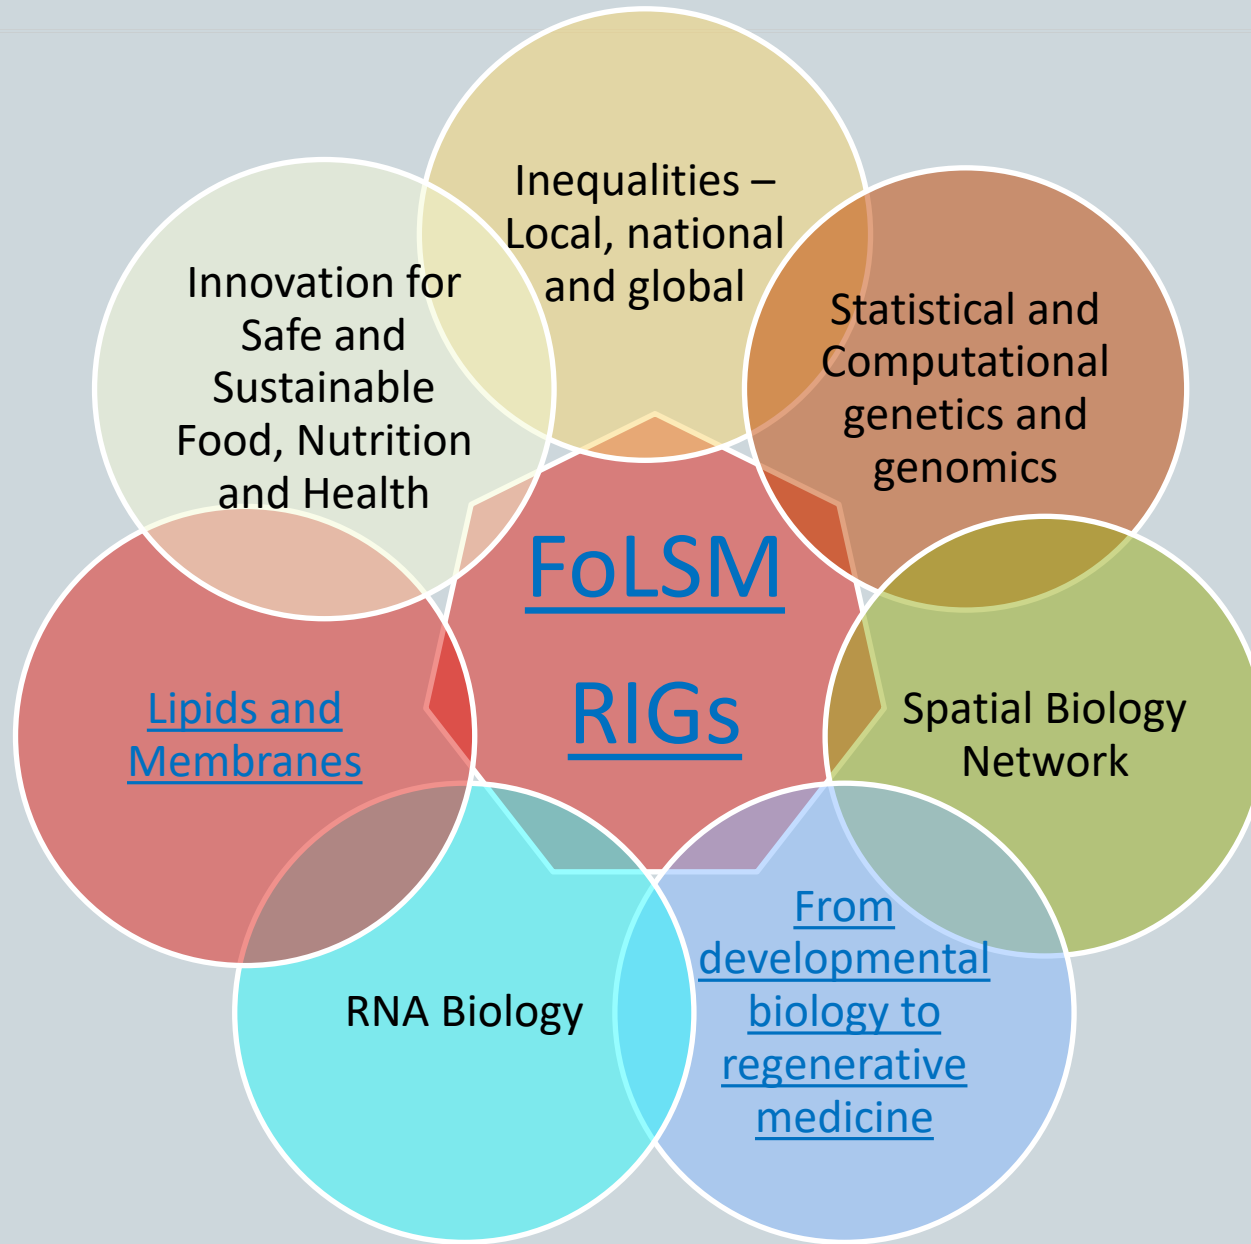 Inequalities –
Local, national
and global
Statistical and
Computational
genetics and
genomics
Spatial Biology
Network
From
developmental
biology to
regenerative
medicine
RNA Biology
Lipids and
Membranes
Innovation for
Safe and
Sustainable
Food, Nutrition
and Health
FoLSM
RIGs